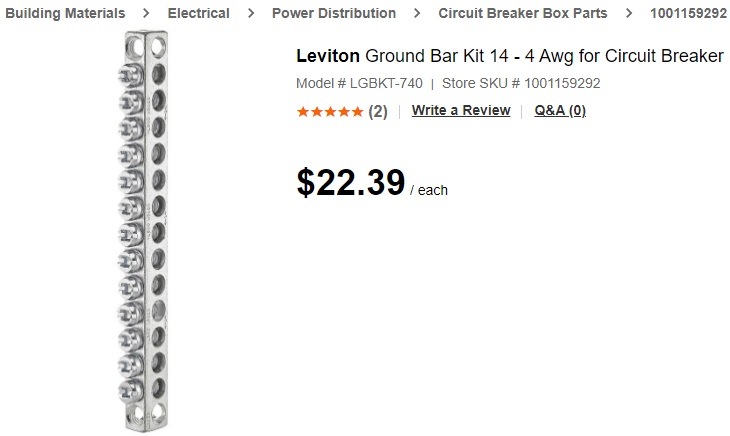 Building Materials > Electrical > Power Distribution > Circuit Breaker Box Parts > 1001159292
Leviton Ground Bar Kit 14 - 4 Awg for Circuit Breaker
Model # LGBKT-740 | Store SKU # 1001159292
(2) | Write a Review | Q&A (0)
$22.39 / each